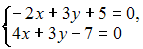 −2x + 3y + 5 = 0,
4x + 3y − 7 = 0